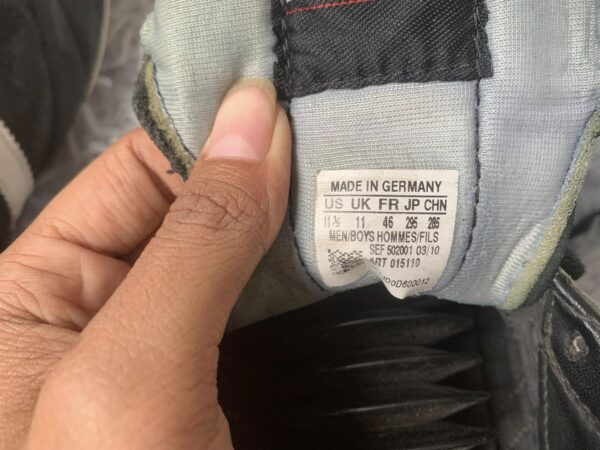 MADE IN GERMANY
US UK FR JP CHN
11½ 11 46 295 285
MEN/BOYS HOMMES/FILS
SEF 502001 03/10
ART 015110